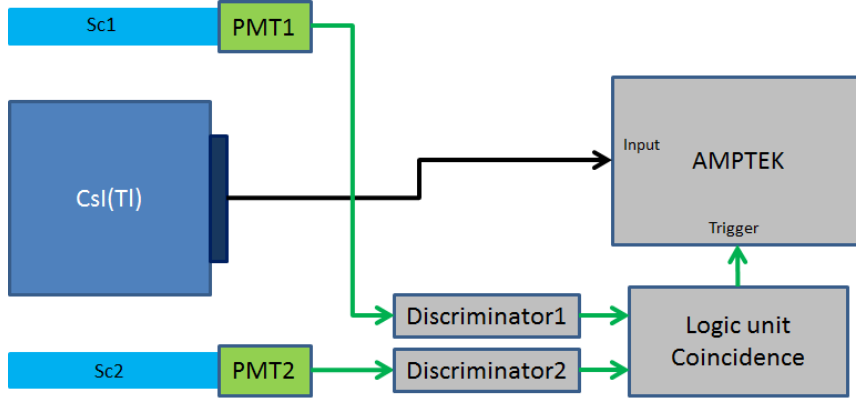 Sc1
PMT1
CsI(Tl)
Input
AMPTEK
Trigger
Discriminator1
Logic unit
Coincidence
Sc2
PMT2
Discriminator2